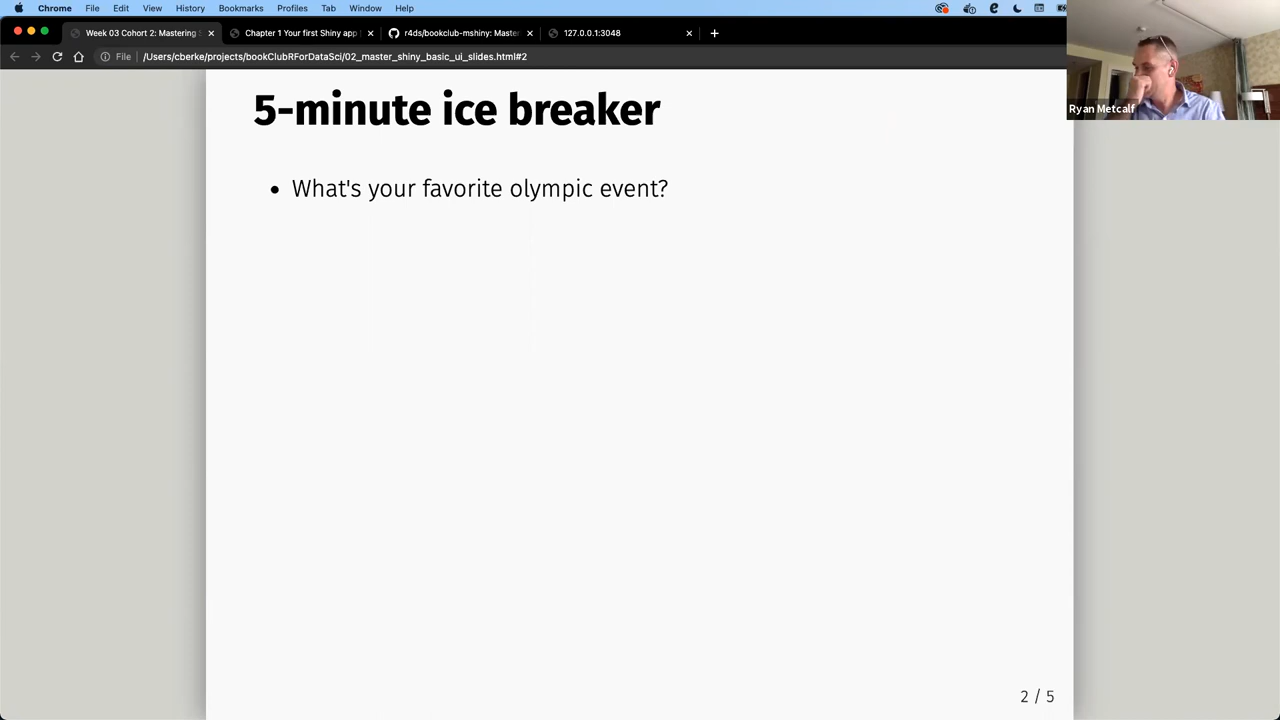 Chrome File Edit View History Bookmarks Profiles Tab Window Help
Week 03 Cohort 2: Mastering Chapter 1 Your first Shiny app r4ds/bookclub-mshiny: Master 127.0.0.1:3048
File /Users/cberke/projects/bookClubRForDataSci/02_master_shiny_basic_ui_slides.html#2
Ryan Metcalf
5-minute ice breaker
• What's your favorite olympic event?
2 / 5